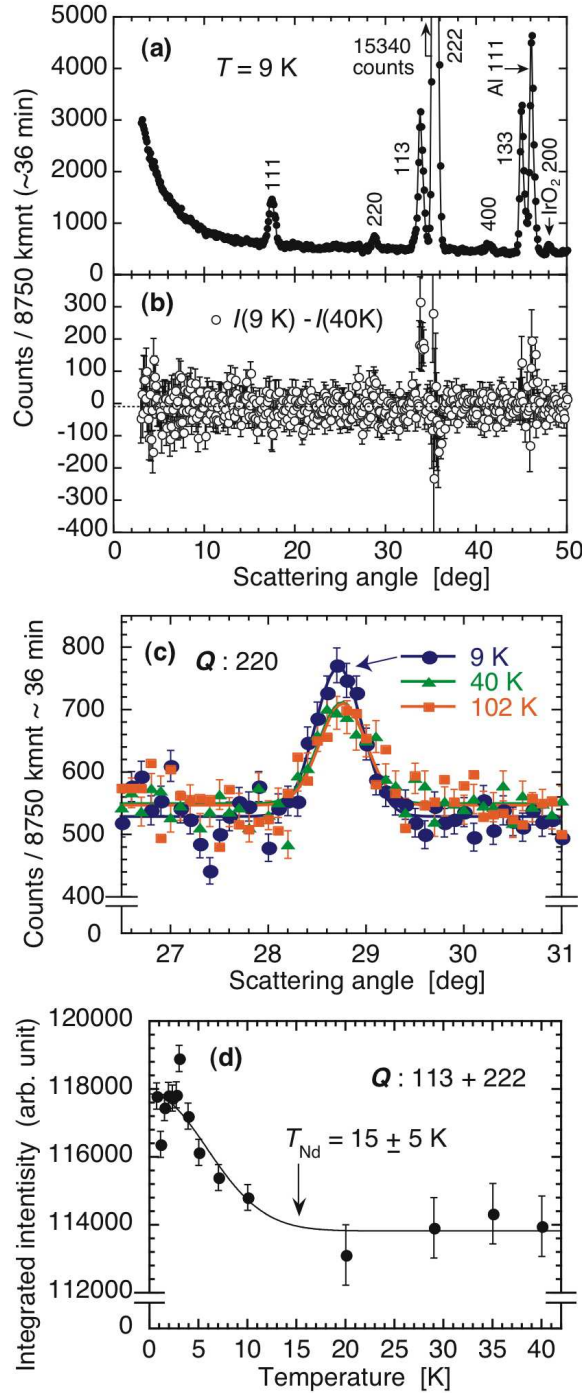 5000
4000
3000
2000
1000
0
(a)
T = 9 K
15340
counts
111
220
113
222
400
133
Al 111
IrO2 200
Counts / 8750 kmnt (~36 min)
300
200
100
0
-100
-200
-300
-400
(b)
I(9 K) - I(40K)
0 10 20 30 40 50
Scattering angle [deg]
(c)
Q : 220
9 K
40 K
102 K
800
700
600
500
400
0
Counts / 8750 kmnt ~ 36 min
27 28 29 30 31
Scattering angle [deg]
120000
118000
116000
114000
112000
0
(d)
Q : 113 + 222
TNd = 15 ± 5 K
Integrated intentisity (arb. unit)
0 5 10 15 20 25 30 35 40
Temperature [K]